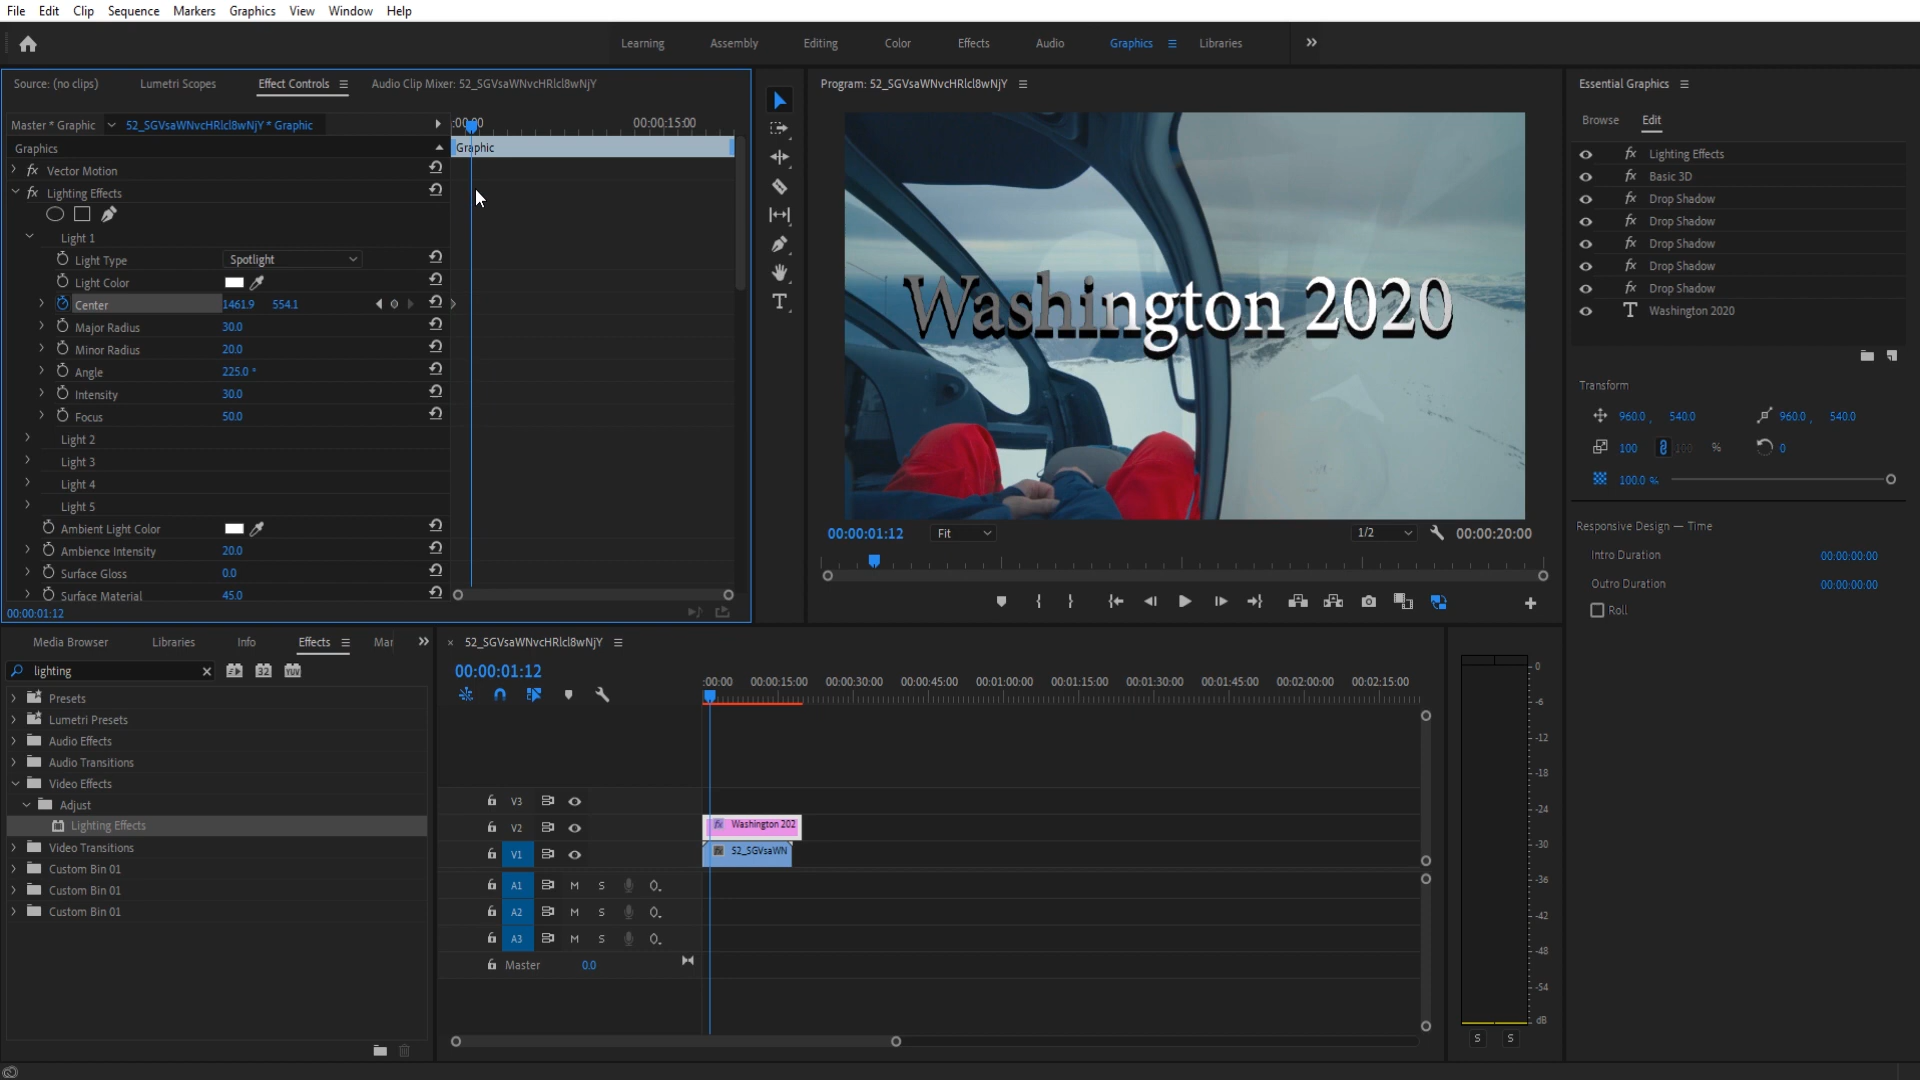 File Edit Clip Sequence Markers Graphics View Window Help
Learning Assembly Editing Color Effects Audio Graphics Libraries
Source: (no clips) Lumetri Scopes Effect Controls Audio Clip Mixer: 52_SGVsaWNvcHRlcl8wNjY
Master * Graphic 52_SGVsaWNvcHRlcl8wNjY * Graphic
:00:00 00:00:15:00
Graphics
Graphic
Vector Motion
Lighting Effects
Light 1
Light Type Spotlight
Light Color
Center 1461.9 554.1
Major Radius 30.0
Minor Radius 20.0
Angle 225.0 °
Intensity 30.0
Focus 50.0
Light 2
Light 3
Light 4
Light 5
Ambient Light Color
Ambience Intensity 20.0
Surface Gloss 0.0
Surface Material 45.0
00:00:01:12
Program: 52_SGVsaWNvcHRlcl8wNjY
Washington 2020
00:00:01:12 Fit 1/2 00:00:20:00
Essential Graphics
Browse Edit
fx Lighting Effects
fx Basic 3D
fx Drop Shadow
fx Drop Shadow
fx Drop Shadow
fx Drop Shadow
fx Drop Shadow
T Washington 2020
Transform
960.0 , 540.0 960.0 , 540.0
100 100 % 0
100.0 %
Responsive Design — Time
Intro Duration 00:00:00:00
Outro Duration 00:00:00:00
Roll
Media Browser Libraries Info Effects Mar
lighting
Presets
Lumetri Presets
Audio Effects
Audio Transitions
Video Effects
Adjust
Lighting Effects
Video Transitions
Custom Bin 01
Custom Bin 01
Custom Bin 01
× 52_SGVsaWNvcHRlcl8wNjY
00:00:01:12
:00:00 00:00:15:00 00:00:30:00 00:00:45:00 00:01:00:00 00:01:15:00 00:01:30:00 00:01:45:00 00:02:00:00 00:02:15:00
V3
V2 fx Washington 202
V1 fx 52_SGVsaWN
A1 M S
A2 M S
A3 M S
Master 0.0
0
-6
-12
-18
-24
-30
-36
-42
-48
-54
dB
S S